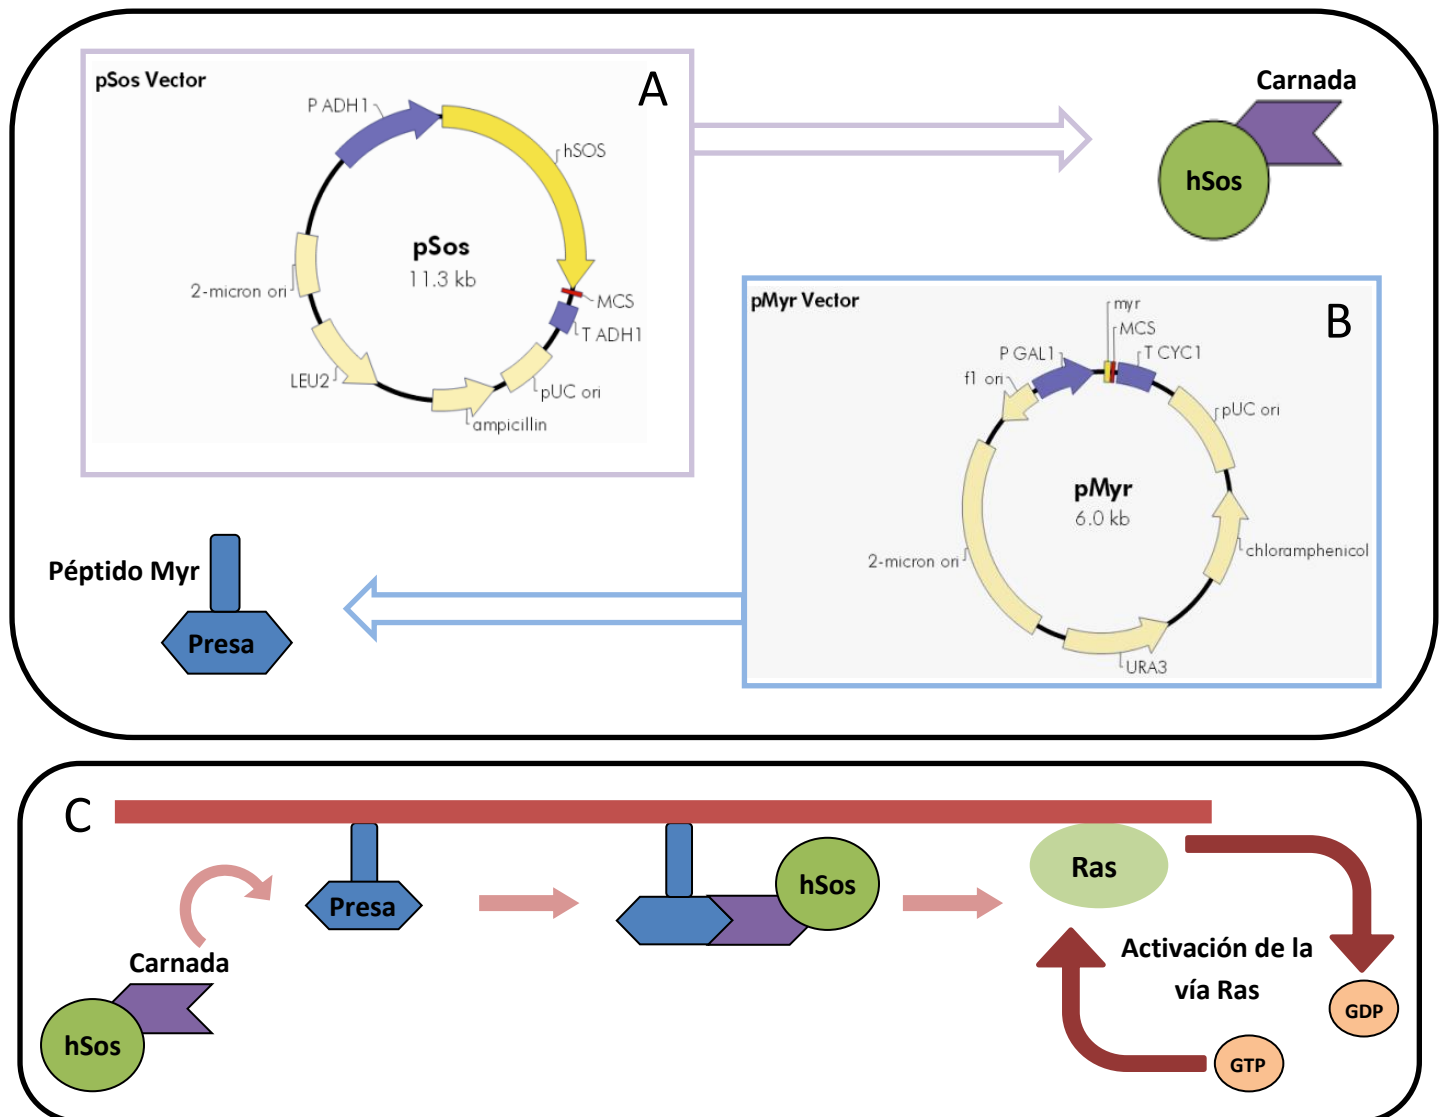 pSos Vector
A
P ADH1
hSOS
pSos
11.3 kb
2-micron ori
MCS
T ADH1
LEU2
pUC ori
ampicillin
Carnada
hSos
pMyr Vector
B
myr
MCS
P GAL1
T CYC1
f1 ori
pUC ori
pMyr
6.0 kb
2-micron ori
chloramphenicol
URA3
Péptido Myr
Presa
C
Presa
hSos
Ras
Carnada
hSos
Activación de la
vía Ras
GDP
GTP